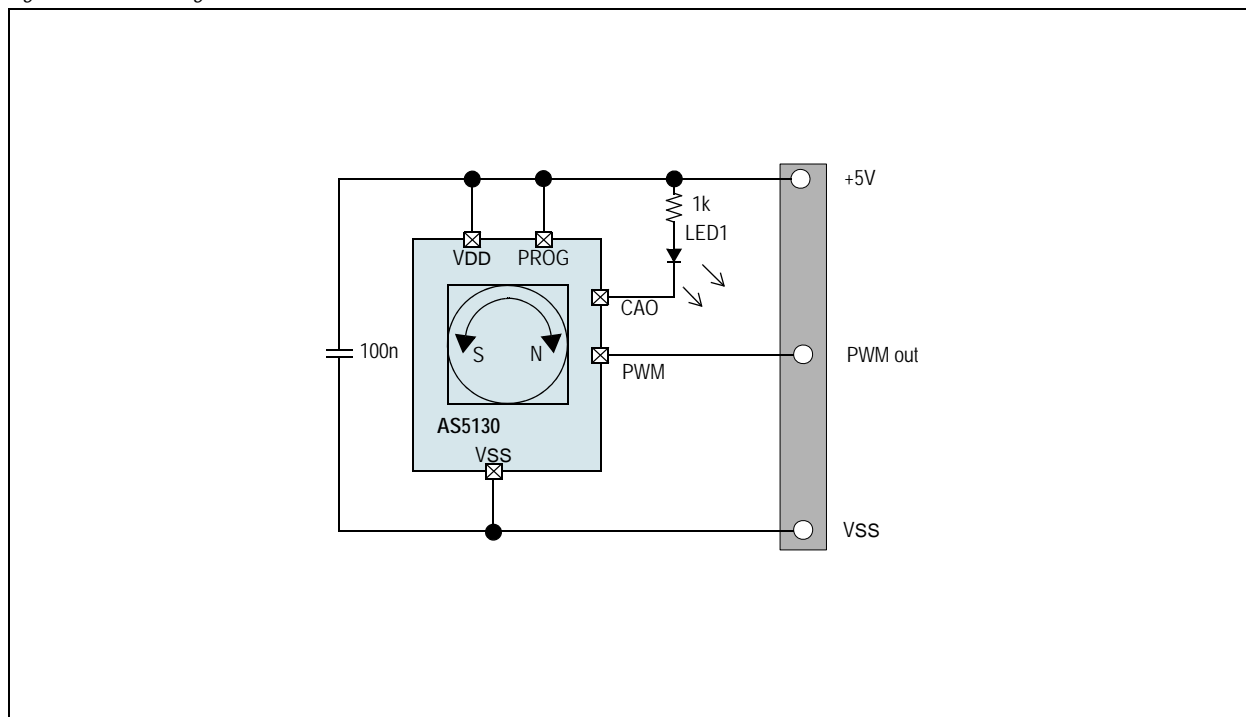 +5V
1k
LED1
VDD PROG
CAO
100n
S N
PWM
PWM out
AS5130
VSS
VSS